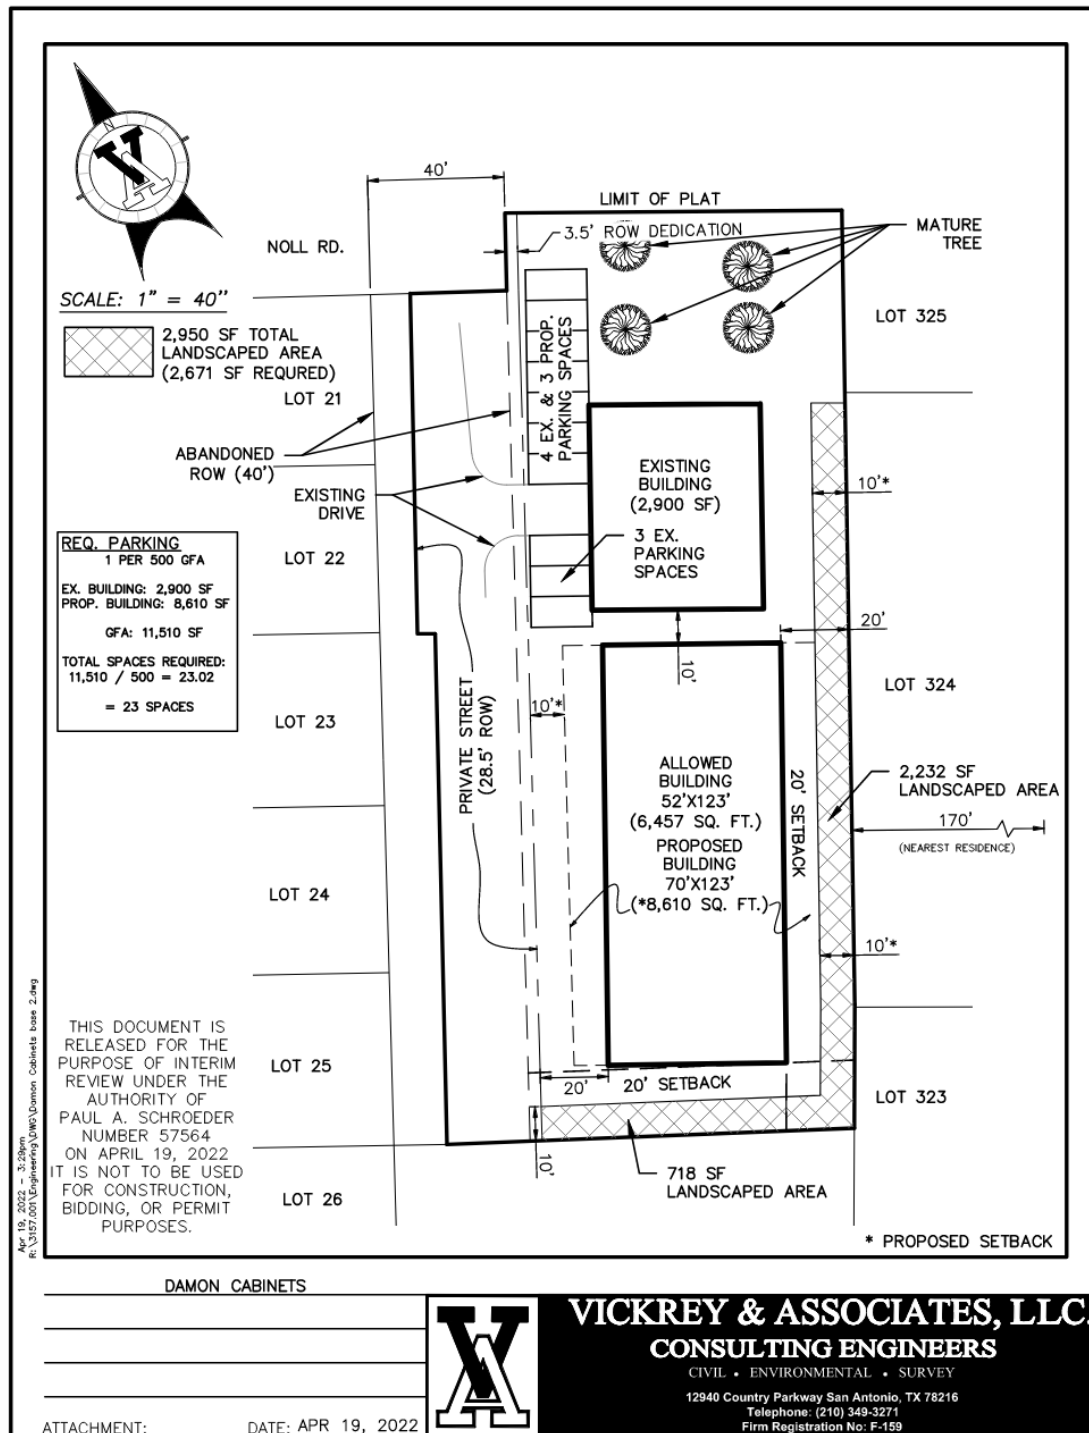 N
40'
LIMIT OF PLAT
3.5' ROW DEDICATION
MATURE
TREE
NOLL RD.
SCALE: 1" = 40"
2,950 SF TOTAL
LANDSCAPED AREA
(2,671 SF REQURED)
LOT 325
LOT 21
4 EX. & 3 PROP.
PARKING SPACES
ABANDONED
ROW (40')
EXISTING
DRIVE
EXISTING
BUILDING
(2,900 SF)
10'*
3 EX.
PARKING
SPACES
REQ. PARKING
1 PER 500 GFA
EX. BUILDING: 2,900 SF
PROP. BUILDING: 8,610 SF
GFA: 11,510 SF
TOTAL SPACES REQUIRED:
11,510 / 500 = 23.02
= 23 SPACES
LOT 22
20'
10'
LOT 324
PRIVATE STREET
(28.5' ROW)
10'*
LOT 23
ALLOWED
BUILDING
52'X123'
(6,457 SQ. FT.)
PROPOSED
BUILDING
70'X123'
(*8,610 SQ. FT.)
20' SETBACK
2,232 SF
LANDSCAPED AREA
170'
(NEAREST RESIDENCE)
LOT 24
10'*
THIS DOCUMENT IS
RELEASED FOR THE
PURPOSE OF INTERIM
REVIEW UNDER THE
AUTHORITY OF
PAUL A. SCHROEDER
NUMBER 57564
ON APRIL 19, 2022
IT IS NOT TO BE USED
FOR CONSTRUCTION,
BIDDING, OR PERMIT
PURPOSES.
LOT 25
20'
20' SETBACK
LOT 323
10'
718 SF
LANDSCAPED AREA
LOT 26
* PROPOSED SETBACK
Apr 19, 2022 - 3:29pm
R:\3157.001\Engineering\DWG\Damon Cabinets base 2.dwg
DAMON CABINETS
ATTACHMENT:
DATE: APR 19, 2022
VA
VICKREY & ASSOCIATES, LLC.
CONSULTING ENGINEERS
CIVIL • ENVIRONMENTAL • SURVEY
12940 Country Parkway San Antonio, TX 78216
Telephone: (210) 349-3271
Firm Registration No: F-159